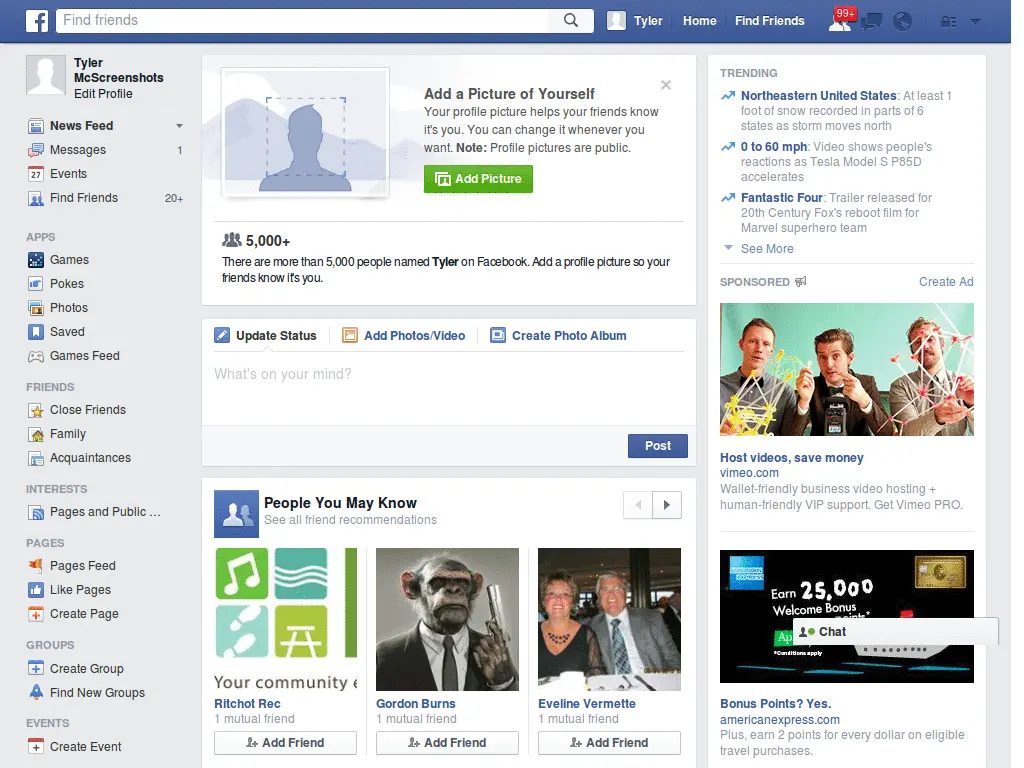 f
Find friends
Tyler
Home
Find Friends
99+
Tyler
McScreenshots
Edit Profile
News Feed
Messages 1
27 Events
Find Friends 20+
APPS
Games
Pokes
Photos
Saved
Games Feed
FRIENDS
Close Friends
Family
Acquaintances
INTERESTS
Pages and Public ...
PAGES
Pages Feed
Like Pages
Create Page
GROUPS
Create Group
Find New Groups
EVENTS
Create Event
Add a Picture of Yourself
Your profile picture helps your friends know
it's you. You can change it whenever you
want. Note: Profile pictures are public.
Add Picture
5,000+
There are more than 5,000 people named Tyler on Facebook. Add a profile picture so your
friends know it's you.
Update Status
Add Photos/Video
Create Photo Album
What's on your mind?
Post
People You May Know
See all friend recommendations
Your community e
Ritchot Rec
1 mutual friend
Add Friend
Gordon Burns
1 mutual friend
Add Friend
Eveline Vermette
1 mutual friend
Add Friend
TRENDING
Northeastern United States: At least 1
foot of snow recorded in parts of 6
states as storm moves north
0 to 60 mph: Video shows people's
reactions as Tesla Model S P85D
accelerates
Fantastic Four: Trailer released for
20th Century Fox's reboot film for
Marvel superhero team
See More
SPONSORED
Create Ad
Host videos, save money
vimeo.com
Wallet-friendly business video hosting +
human-friendly VIP support. Get Vimeo PRO.
AMERICAN EXPRESS
Earn 25,000
Welcome Bonus
points*
Ap
*Conditions apply
Chat
Bonus Points? Yes.
americanexpress.com
Plus, earn 2 points for every dollar on eligible
travel purchases.